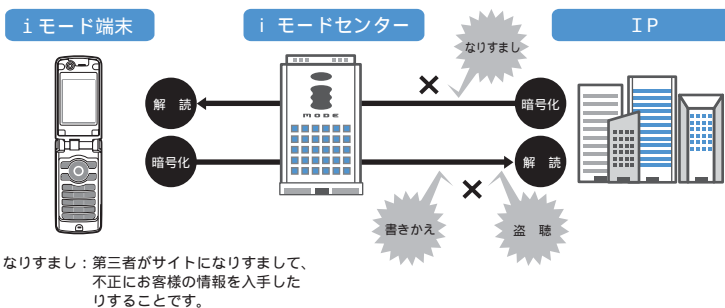 iモード端末
iモードセンター
IP
なりすまし
解 読
暗号化
MODE
暗号化
解 読
書きかえ
盗 聴
なりすまし：第三者がサイトになりすまして、
不正にお客様の情報を入手した
りすることです。